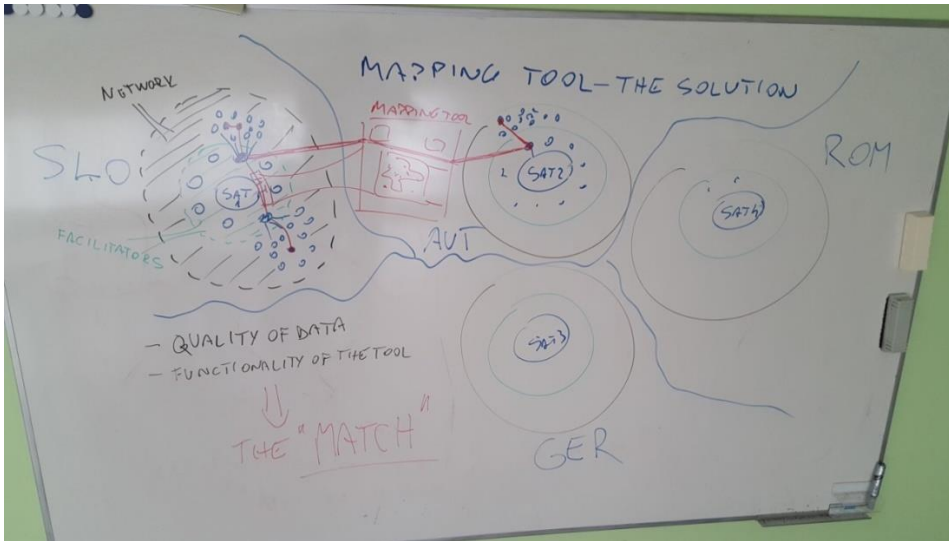 MAPPING TOOL - THE SOLUTION
NETWORK
MAPPING TOOL
SLO
SAT 1
SAT2
ROM
SAT4
FACILITATORS
AUT
SAT3
- QUALITY OF DATA
- FUNCTIONALITY OF THE TOOL
THE "MATCH"
GER